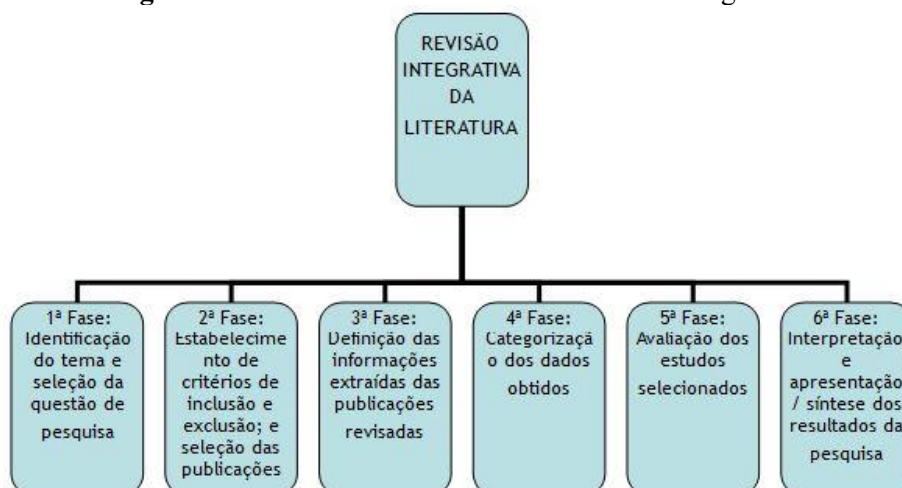 REVISÃO
INTEGRATIVA
DA
LITERATURA
1ª Fase:
Identificação
do tema e
seleção da
questão de
pesquisa
2ª Fase:
Estabelecime
nto de
critérios de
inclusão e
exclusão; e
seleção das
publicações
3ª Fase:
Definição das
informações
extraídas das
publicações
revisadas
4ª Fase:
Categorizaçã
o dos dados
obtidos
5ª Fase:
Avaliação dos
estudos
selecionados
6ª Fase:
Interpretação
e
apresentação
/ síntese dos
resultados da
pesquisa